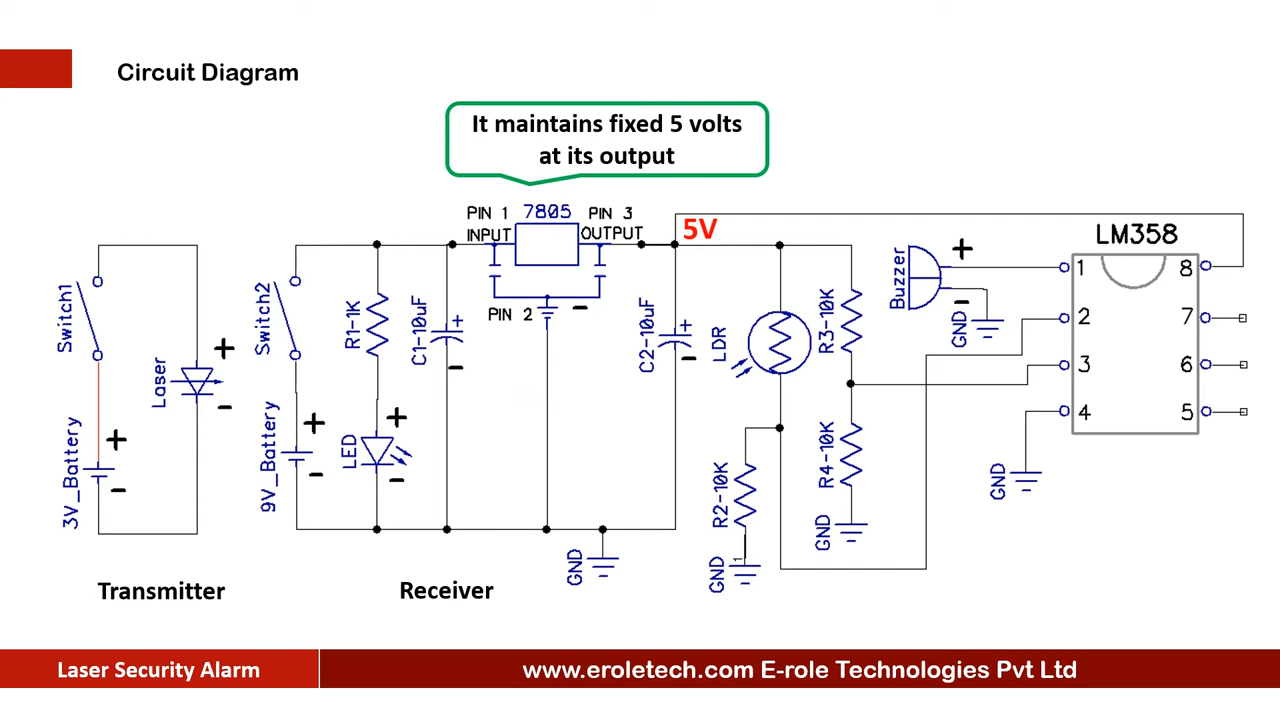 Circuit Diagram
It maintains fixed 5 volts
at its output
PIN 1
7805
PIN 3
INPUT
OUTPUT
5V
PIN 2
-
Switch1
Laser
+
-
3V_Battery
+
-
Switch2
9V_Battery
+
-
R1-1K
LED
+
-
C1-10uF
+
-
C2-10uF
+
-
LDR
R3-10K
R2-10K
R4-10K
GND
GND
GND
Buzzer
+
-
GND
GND
LM358
1
8
2
7
3
6
4
5
Transmitter
Receiver
Laser Security Alarm
www.eroletech.com E-role Technologies Pvt Ltd